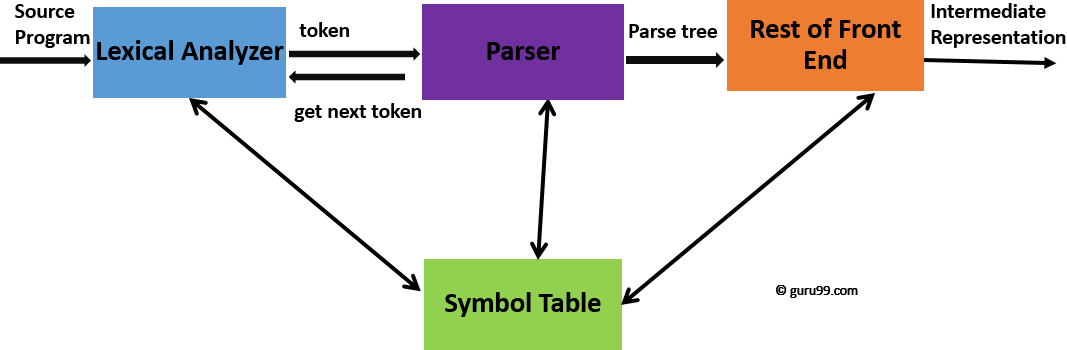 Source
Program
Lexical Analyzer
token
get next token
Parser
Parse tree
Rest of Front
End
Intermediate
Representation
Symbol Table
© guru99.com